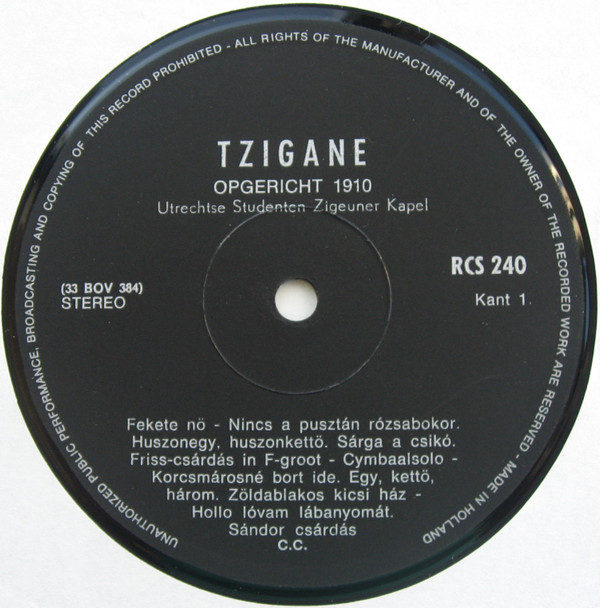 UNAUTHORIZED PUBLIC PERFORMANCE, BROADCASTING AND COPYING OF THIS RECORD PROHIBITED - ALL RIGHTS OF THE MANUFACTURER AND OF THE OWNER OF THE RECORDED WORK ARE RESERVED - MADE IN HOLLAND
TZIGANE
OPGERICHT 1910
Utrechtse Studenten Zigeuner Kapel
RCS 240
(33 BOV 384)
STEREO
Kant 1
Fekete nö - Nincs a pusztán rózsabokor.
Huszonegy, huszonkettö. Sárga a csikó.
Friss-csárdás in F-groot - Cymbaalsolo -
Korcsmárosné bort ide. Egy, kettö,
három. Zöldablakos kicsi ház -
Hollo lóvam lábanyomát.
Sándor csárdás
C.C.